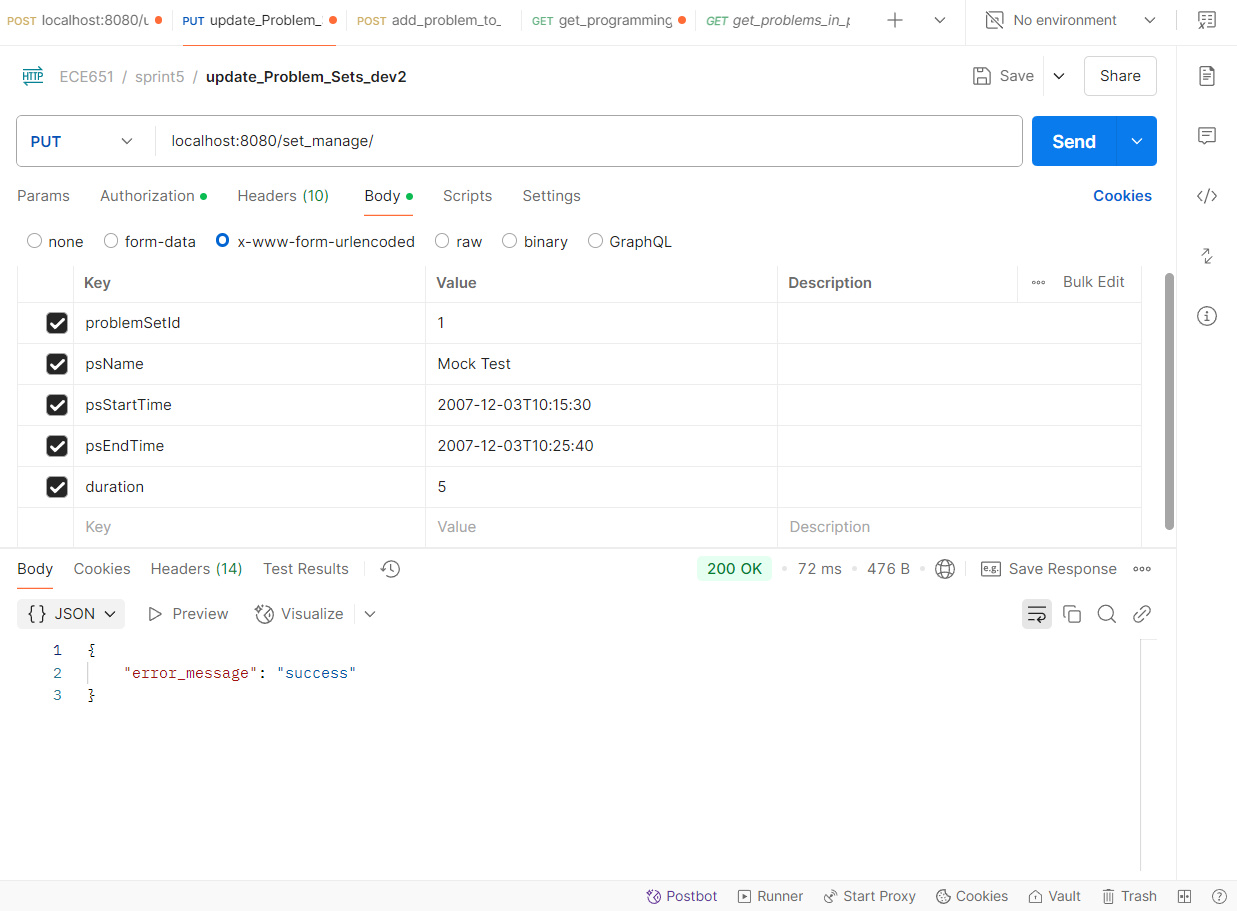 POST localhost:8080/u PUT update_Problem_ POST add_problem_to_ GET get_programming GET get_problems_in_p No environment
HTTP ECE651 / sprint5 / update_Problem_Sets_dev2 Save Share
PUT localhost:8080/set_manage/ Send
Params Authorization Headers (10) Body Scripts Settings Cookies
none form-data x-www-form-urlencoded raw binary GraphQL
Key Value Description Bulk Edit
problemSetId 1
psName Mock Test
psStartTime 2007-12-03T10:15:30
psEndTime 2007-12-03T10:25:40
duration 5
Key Value Description
Body Cookies Headers (14) Test Results 200 OK 72 ms 476 B e.g. Save Response
{} JSON Preview Visualize
1 {
2 "error_message": "success"
3 }
Postbot Runner Start Proxy Cookies Vault Trash